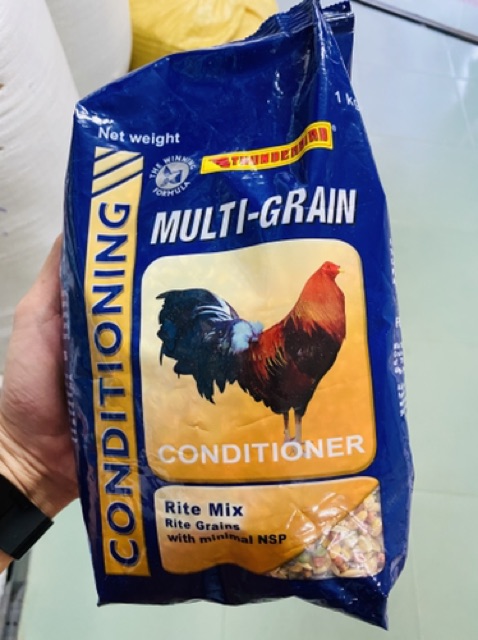 Net weight
1 kg
THE WINNING
FORMULA
THUNDERBIRD
MULTI-GRAIN
CONDITIONING
CONDITIONER
Rite Mix
Rite Grains
with minimal NSP